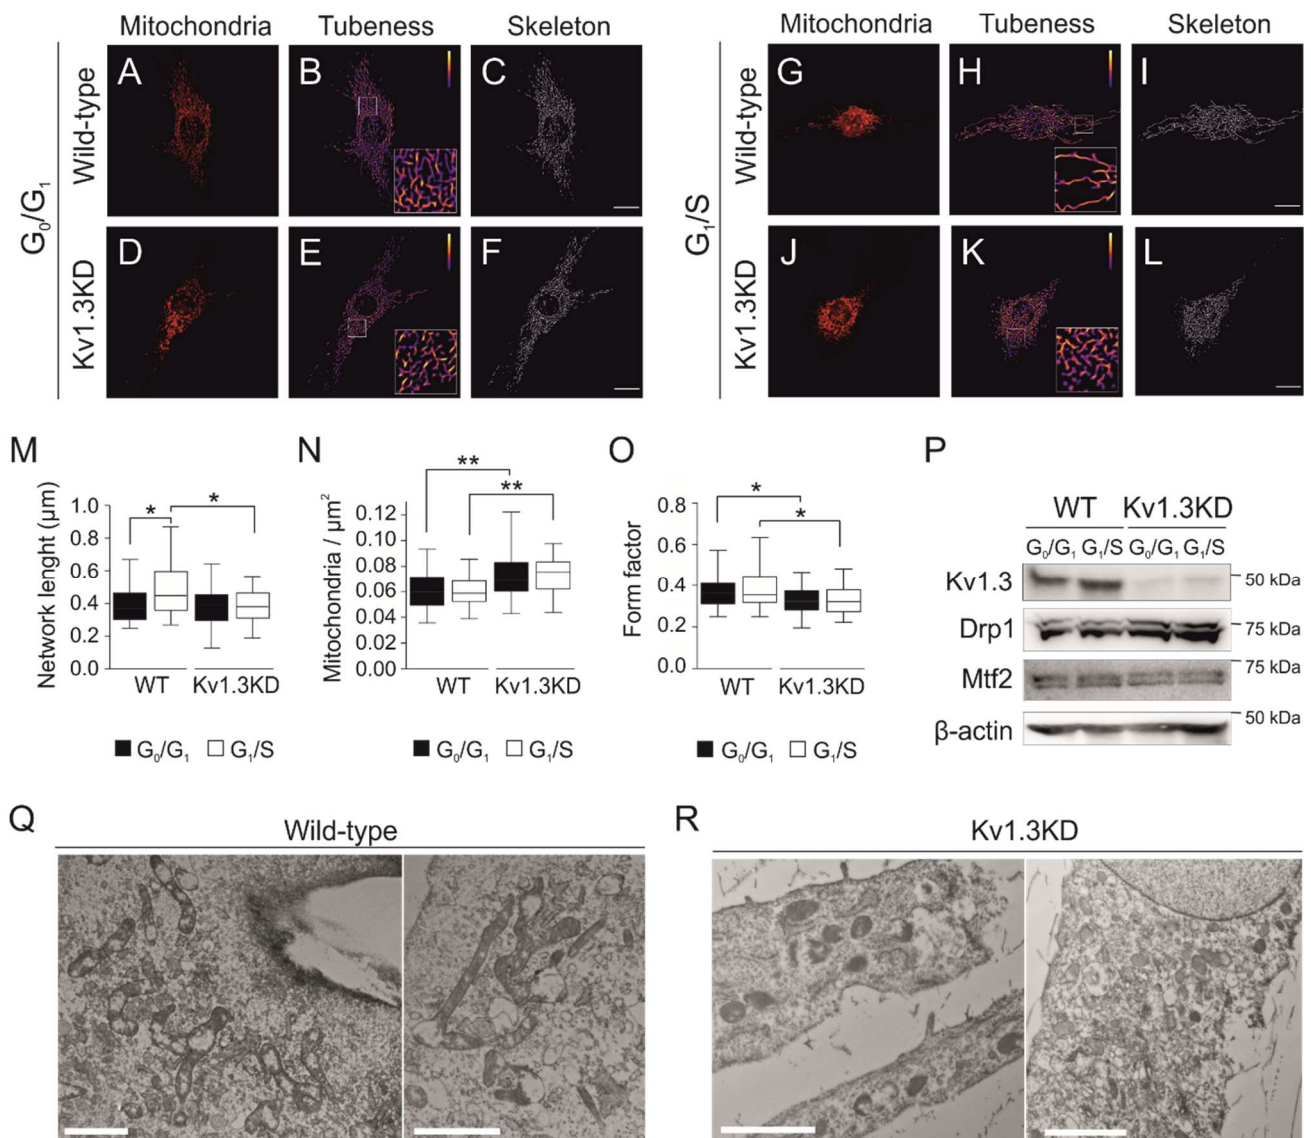 Mitochondria Tubeness Skeleton
Mitochondria Tubeness Skeleton
G₀/G₁
Wild-type
A B C
Kv1.3KD
D E F
G₁/S
Wild-type
G H I
Kv1.3KD
J K L
M
Network lenght (µm)
1.0
0.8
0.6
0.4
0.2
0.0
* *
WT Kv1.3KD
G₀/G₁ G₁/S
N
Mitochondria / µm²
0.12
0.10
0.08
0.06
0.04
0.02
0.00
**
**
WT Kv1.3KD
G₀/G₁ G₁/S
O
Form factor
0.8
0.6
0.4
0.2
0.0
*
*
WT Kv1.3KD
G₀/G₁ G₁/S
P
WT Kv1.3KD
G₀/G₁ G₁/S G₀/G₁ G₁/S
Kv1.3 50 kDa
Drp1 75 kDa
Mtf2 75 kDa
β-actin 50 kDa
Q
Wild-type
R
Kv1.3KD